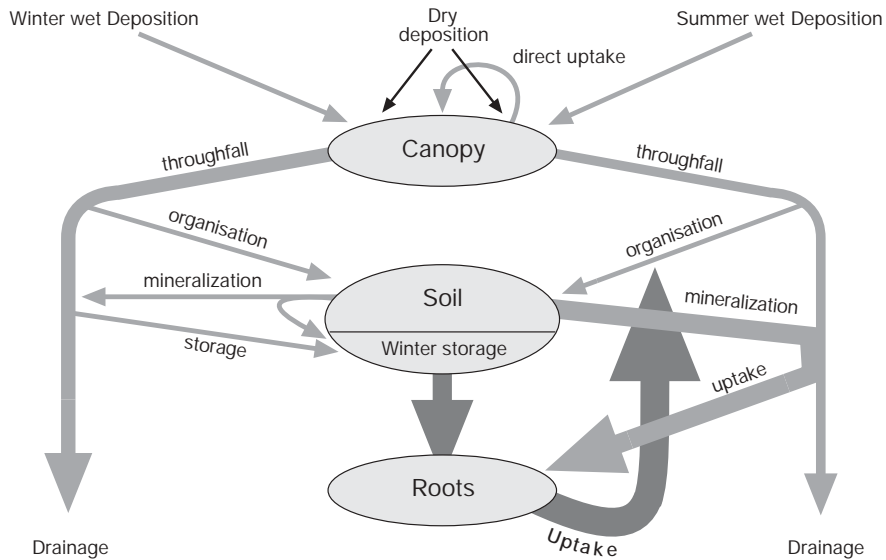 Winter wet Deposition
Dry
deposition
Summer wet Deposition
direct uptake
Canopy
throughfall
throughfall
organisation
organisation
mineralization
Soil
mineralization
storage
Winter storage
uptake
Roots
Uptake
Drainage
Drainage